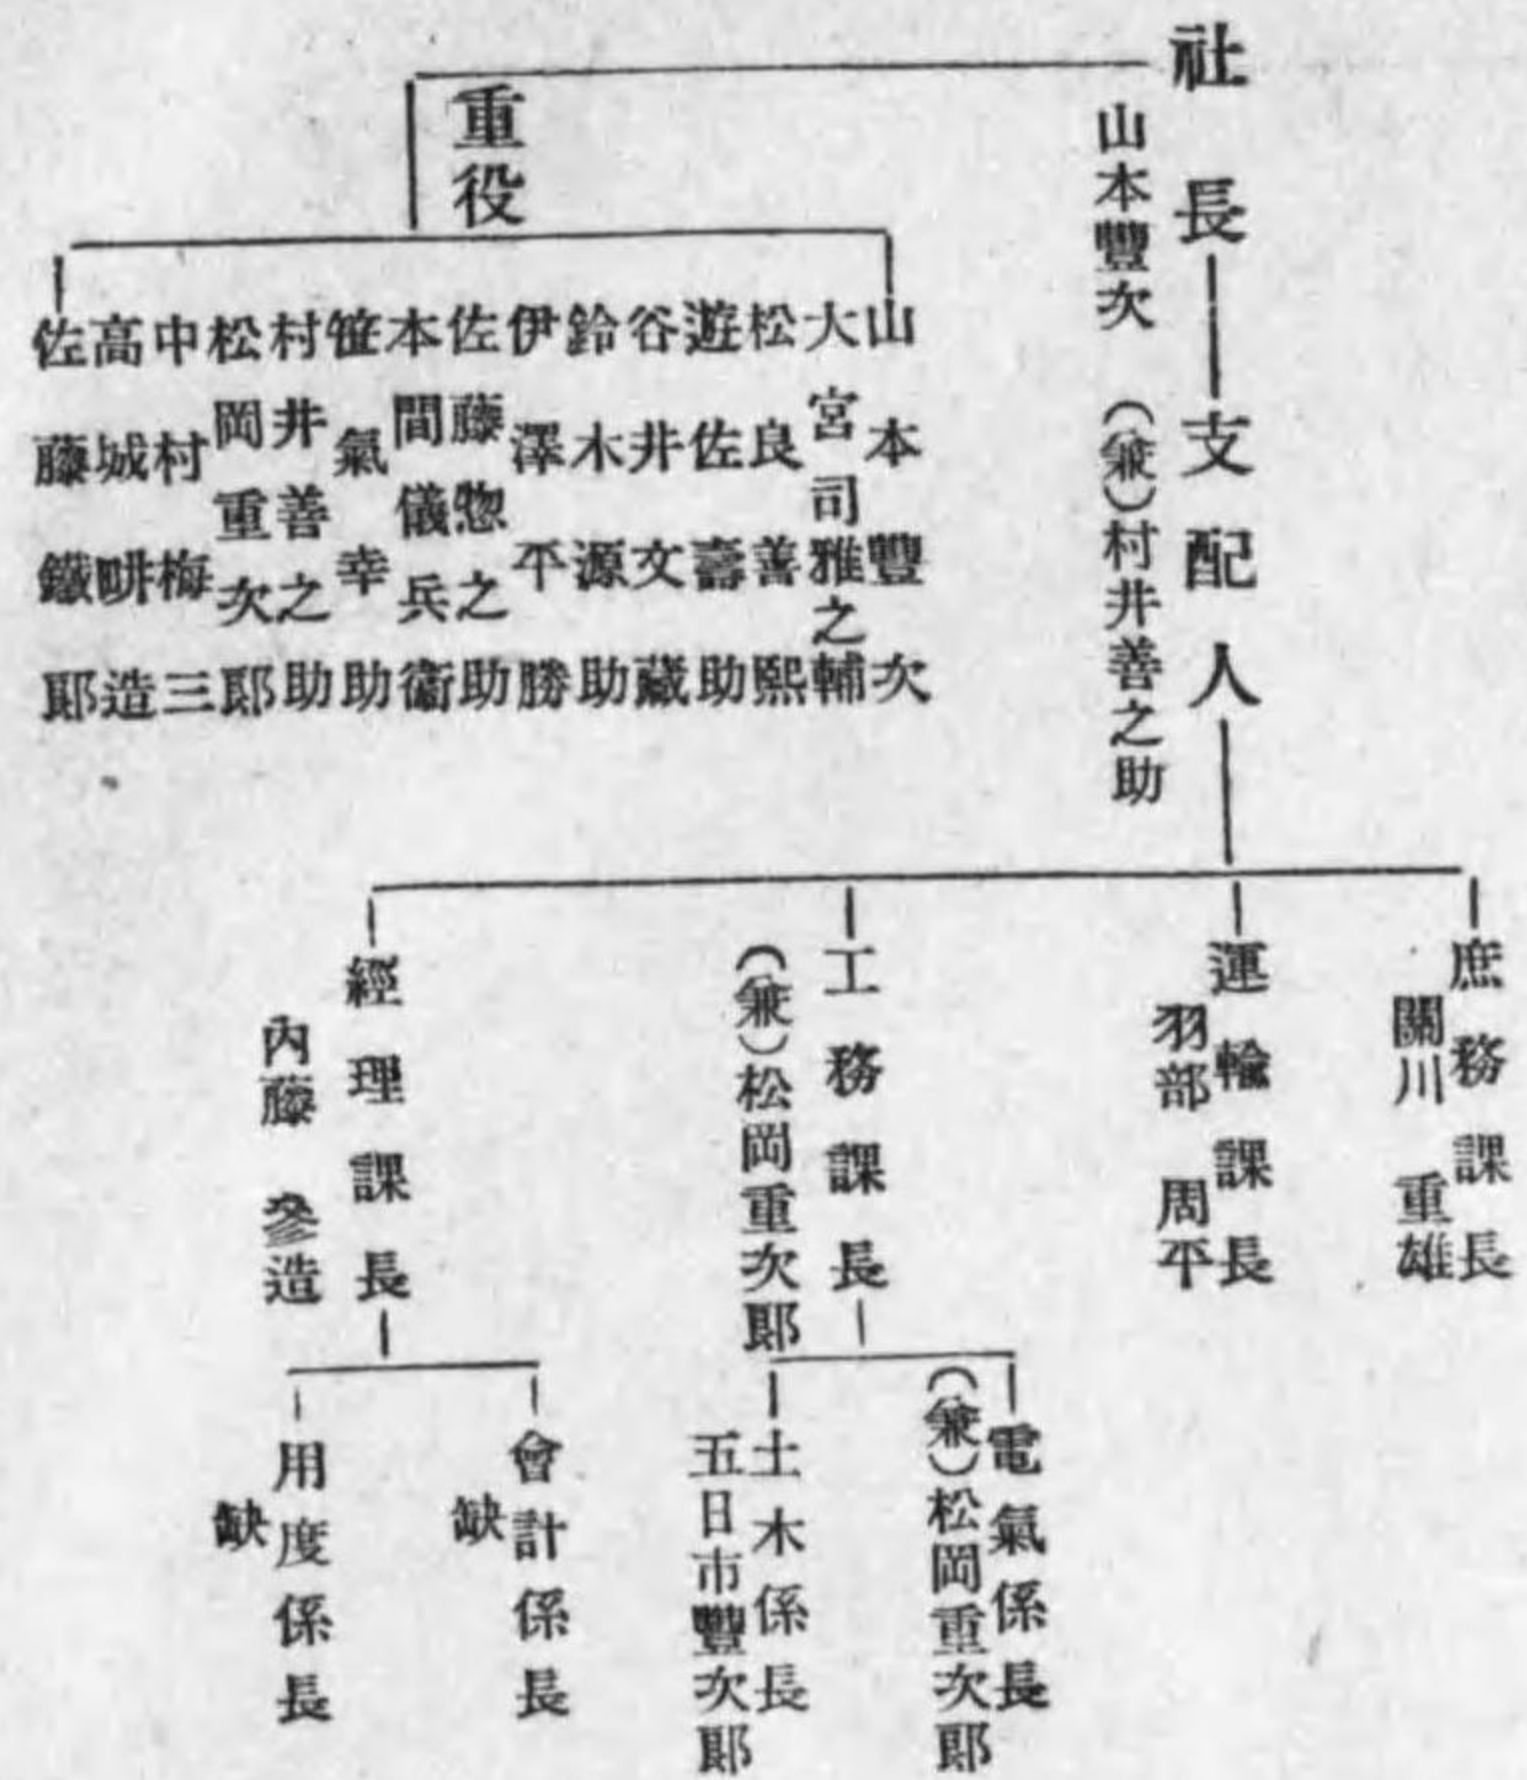 社長
山本豐次
支配人
(兼)村井善之助
重役
山本豐次
大宮司雅之輔
松良善熙
遊佐壽助
谷井文藏
鈴木源助
伊澤平勝
佐藤惣之助
本間儀兵衞
笹氣幸助
村井善之助
松岡重次郎
中村梅三
高城畊造
佐藤鐵郎
庶務課長
關川重雄
運輸課長
羽部周平
工務課長
(兼)松岡重次郎
電氣係長
(兼)松岡重次郎
土木係長
五日市豐次郎
經理課長
內藤參造
會計係長
缺
用度係長
缺